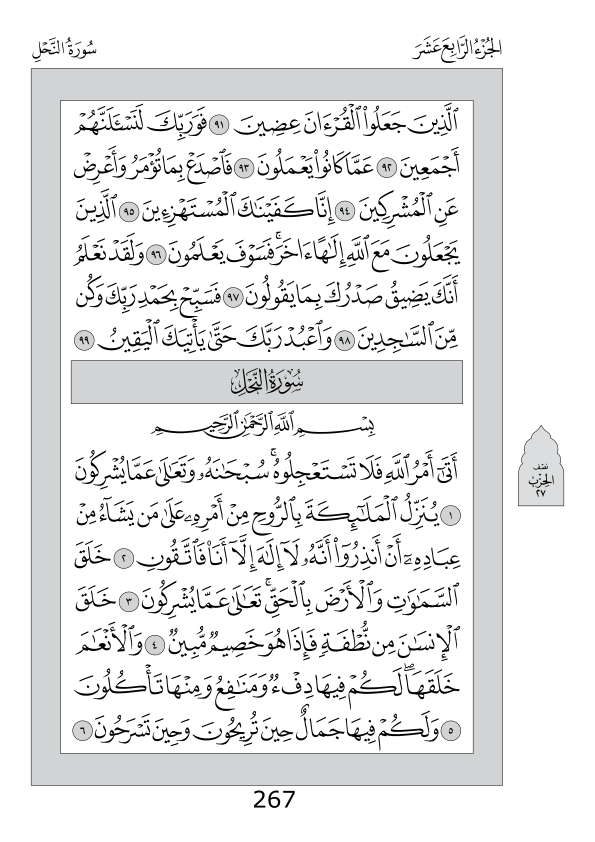 الجُزْءُ الرَّابِعَ عَشَرَ
سُورَةُ النَّحْلِ
ٱلَّذِينَ جَعَلُوا۟ ٱلْقُرْءَانَ عِضِينَ ٩١ فَوَرَبِّكَ لَنَسْـَٔلَنَّهُمْ
أَجْمَعِينَ ٩٢ عَمَّا كَانُوا۟ يَعْمَلُونَ ٩٣ فَٱصْدَعْ بِمَا تُؤْمَرُ وَأَعْرِضْ
عَنِ ٱلْمُشْرِكِينَ ٩٤ إِنَّا كَفَيْنَـٰكَ ٱلْمُسْتَهْزِءِينَ ٩٥ ٱلَّذِينَ
يَجْعَلُونَ مَعَ ٱللَّهِ إِلَـٰهًا ءَاخَرَ ۚ فَسَوْفَ يَعْلَمُونَ ٩٦ وَلَقَدْ نَعْلَمُ
أَنَّكَ يَضِيقُ صَدْرُكَ بِمَا يَقُولُونَ ٩٧ فَسَبِّحْ بِحَمْدِ رَبِّكَ وَكُن
مِّنَ ٱلسَّـٰجِدِينَ ٩٨ وَٱعْبُدْ رَبَّكَ حَتَّىٰ يَأْتِيَكَ ٱلْيَقِينُ ٩٩
سُورَةُ النَّحْلِ
بِسْمِ ٱللَّهِ ٱلرَّحْمَـٰنِ ٱلرَّحِيمِ
أَتَىٰٓ أَمْرُ ٱللَّهِ فَلَا تَسْتَعْجِلُوهُ ۚ سُبْحَـٰنَهُۥ وَتَعَـٰلَىٰ عَمَّا يُشْرِكُونَ
١ يُنَزِّلُ ٱلْمَلَـٰٓئِكَةَ بِٱلرُّوحِ مِنْ أَمْرِهِۦ عَلَىٰ مَن يَشَآءُ مِنْ
عِبَادِهِۦٓ أَنْ أَنذِرُوٓا۟ أَنَّهُۥ لَآ إِلَـٰهَ إِلَّآ أَنَا۠ فَٱتَّقُونِ ٢ خَلَقَ
ٱلسَّمَـٰوَٰتِ وَٱلْأَرْضَ بِٱلْحَقِّ ۚ تَعَـٰلَىٰ عَمَّا يُشْرِكُونَ ٣ خَلَقَ
ٱلْإِنسَـٰنَ مِن نُّطْفَةٍ فَإِذَا هُوَ خَصِيمٌ مُّبِينٌ ٤ وَٱلْأَنْعَـٰمَ
خَلَقَهَا ۗ لَكُمْ فِيهَا دِفْءٌ وَمَنَـٰفِعُ وَمِنْهَا تَأْكُلُونَ
٥ وَلَكُمْ فِيهَا جَمَالٌ حِينَ تُرِيحُونَ وَحِينَ تَسْرَحُونَ ٦
نصف
الحزب
٢٧
267